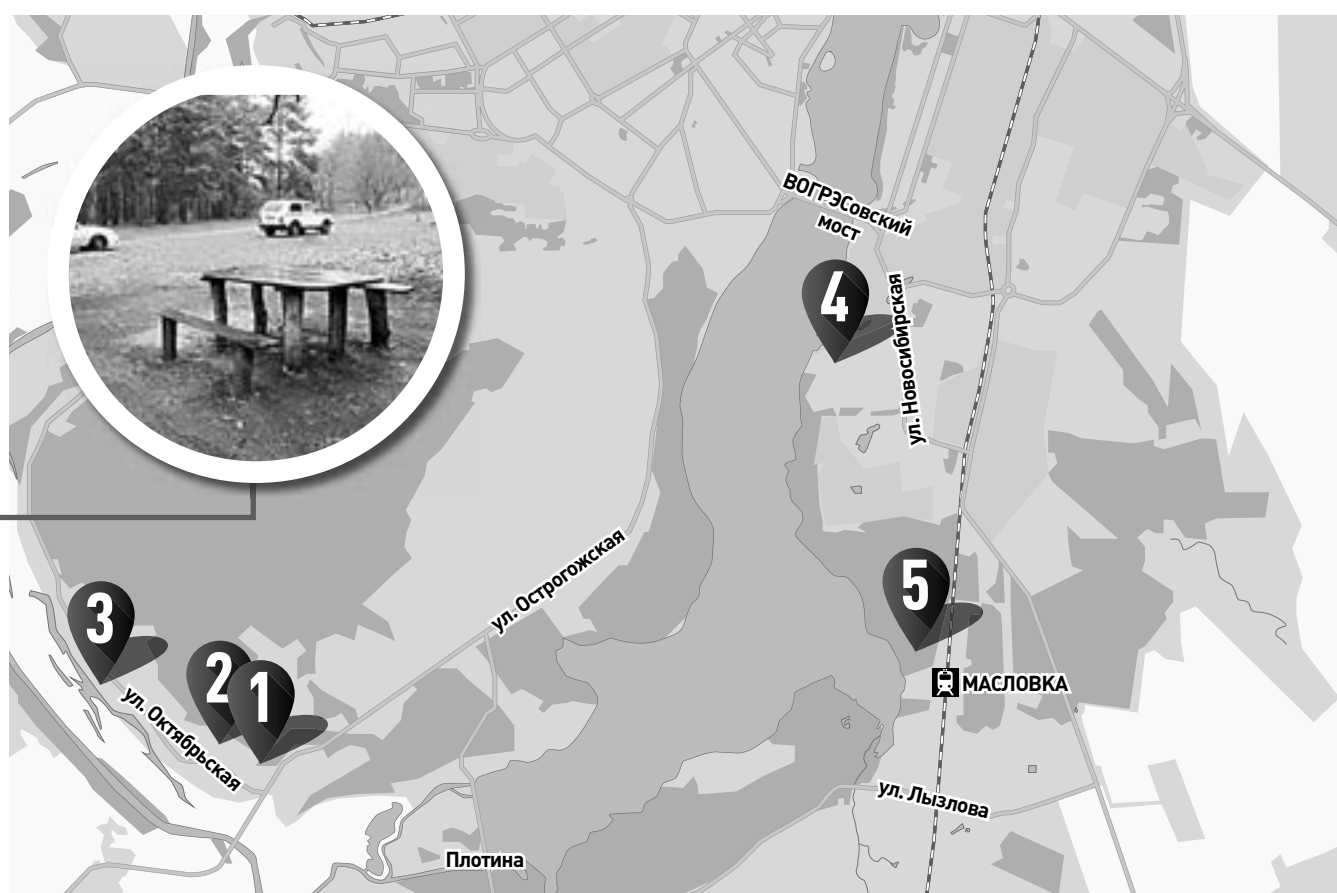 ВОГРЭСовский
мост
4
ул. Новосибирская
ул. Острогожская
5
3
2
1
МАСЛОВКА
ул. Октябрьская
ул. Лызлова
Плотина